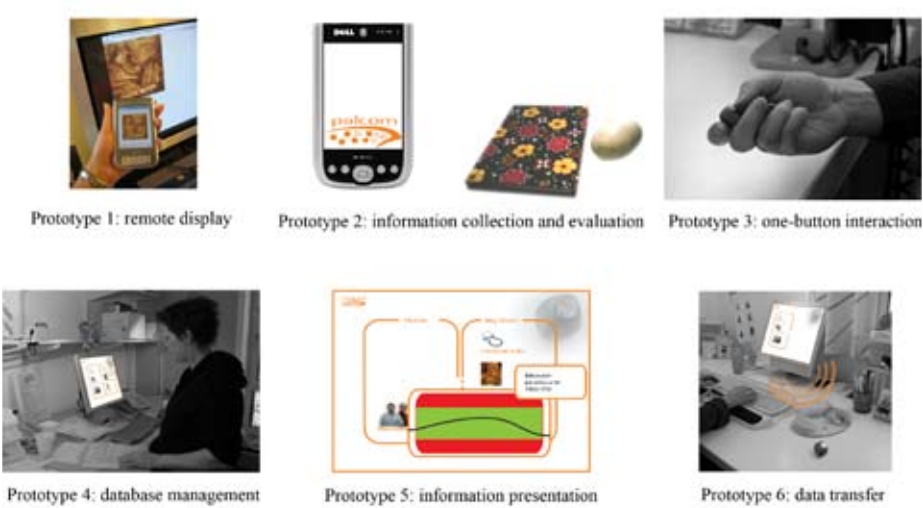 DELL
palcom
Prototype 1: remote display
Prototype 2: information collection and evaluation
Prototype 3: one-button interaction
Prototype 4: database management
Prototype 5: information presentation
Prototype 6: data transfer